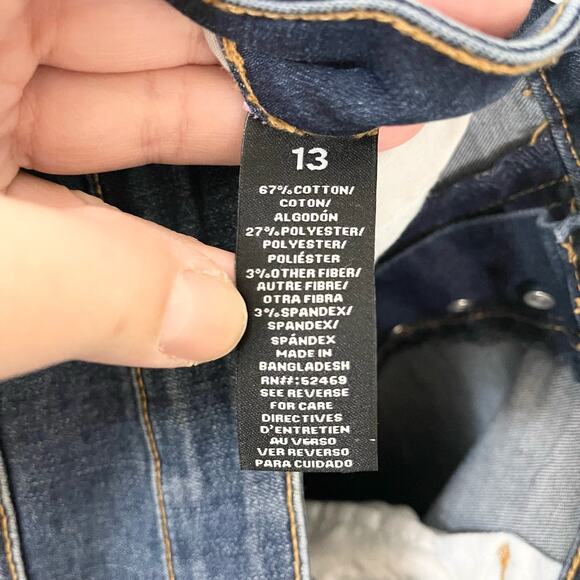 13
67%COTTON/
COTON/
ALGODÓN
27%POLYESTER/
POLYESTER/
POLIÉSTER
3%OTHER FIBER/
AUTRE FIBRE/
OTRA FIBRA
3%SPANDEX/
SPANDEX/
SPÁNDEX
MADE IN
BANGLADESH
RN##:52469
SEE REVERSE
FOR CARE
DIRECTIVES
D'ENTRETIEN
AU VERSO
VER REVERSO
PARA CUIDADO